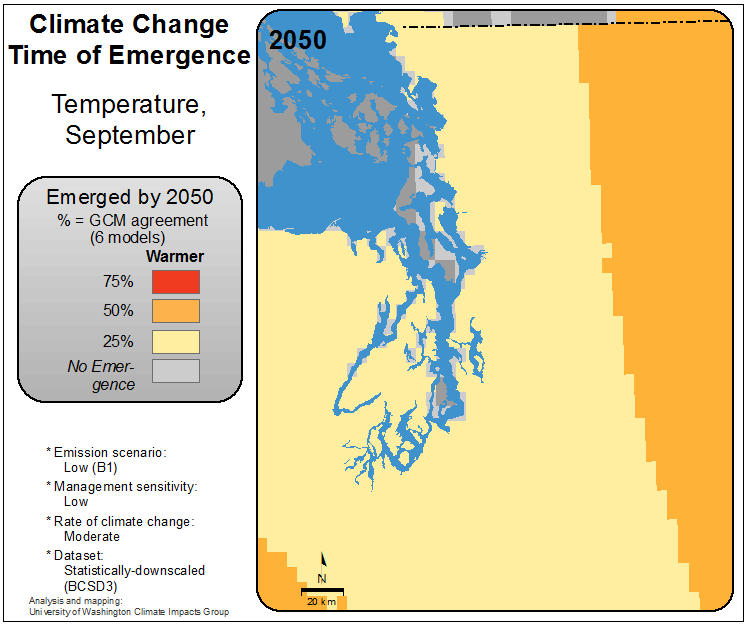 Climate Change
Time of Emergence
Temperature,
September
Emerged by 2050
% = GCM agreement
(6 models)
Warmer
75%
50%
25%
No Emer-
gence
* Emission scenario:
Low (B1)
* Management sensitivity:
Low
* Rate of climate change:
Moderate
* Dataset:
Statistically-downscaled
(BCSD3)
Analysis and mapping:
University of Washington Climate Impacts Group
2050
N
20 km